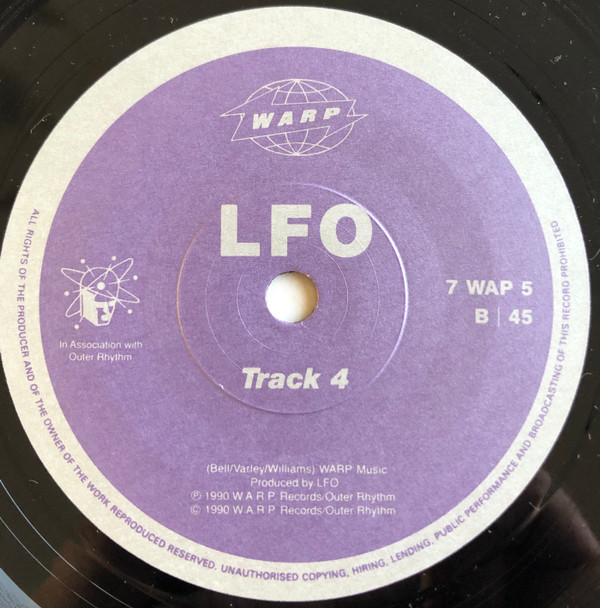 WARP
LFO
7 WAP 5
B | 45
In Association with
Outer Rhythm
Track 4
(Bell/Varley/Williams) WARP Music
Produced by LFO
℗ 1990 W.A.R.P. Records/Outer Rhythm
© 1990 W.A.R.P. Records/Outer Rhythm
ALL RIGHTS OF THE PRODUCER AND OF THE OWNER OF THE WORK REPRODUCED RESERVED. UNAUTHORISED COPYING, HIRING, LENDING, PUBLIC PERFORMANCE AND BROADCASTING OF THIS RECORD PROHIBITED